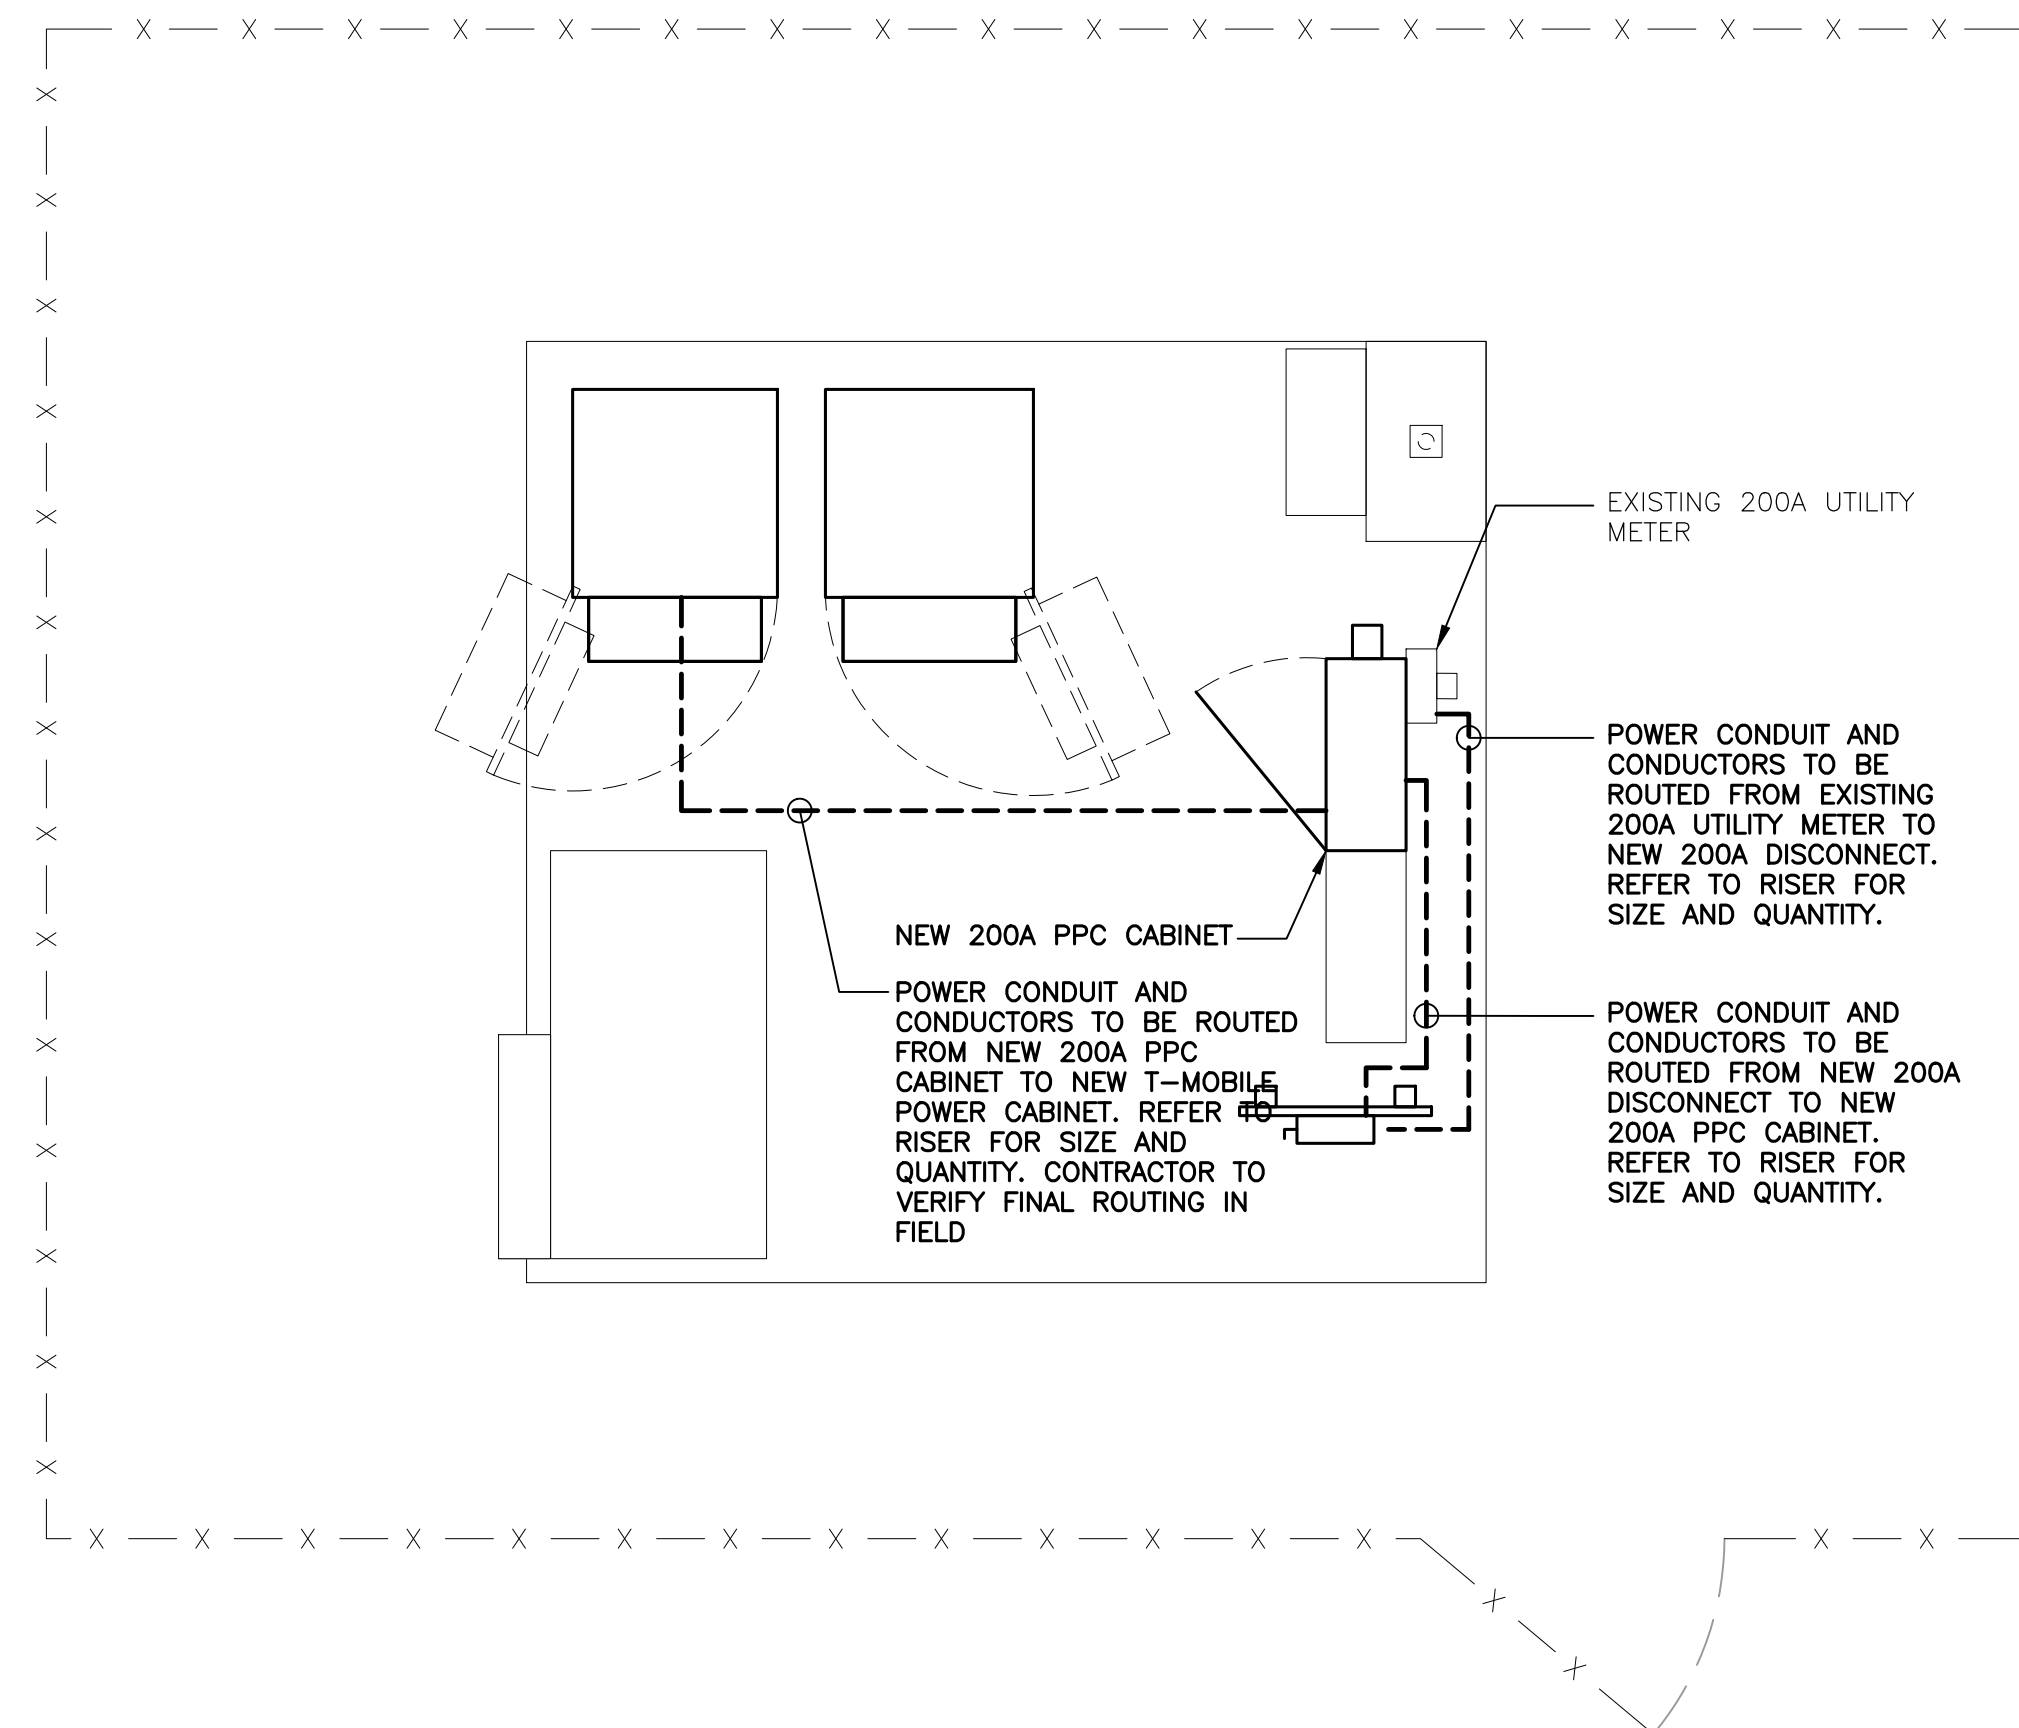 EXISTING 200A UTILITY
METER
POWER CONDUIT AND
CONDUCTORS TO BE
ROUTED FROM EXISTING
200A UTILITY METER TO
NEW 200A DISCONNECT.
REFER TO RISER FOR
SIZE AND QUANTITY.
NEW 200A PPC CABINET
POWER CONDUIT AND
CONDUCTORS TO BE ROUTED
FROM NEW 200A PPC
CABINET TO NEW T-MOBILE
POWER CABINET. REFER TO
RISER FOR SIZE AND
QUANTITY. CONTRACTOR TO
VERIFY FINAL ROUTING IN
FIELD
POWER CONDUIT AND
CONDUCTORS TO BE
ROUTED FROM NEW 200A
DISCONNECT TO NEW
200A PPC CABINET.
REFER TO RISER FOR
SIZE AND QUANTITY.